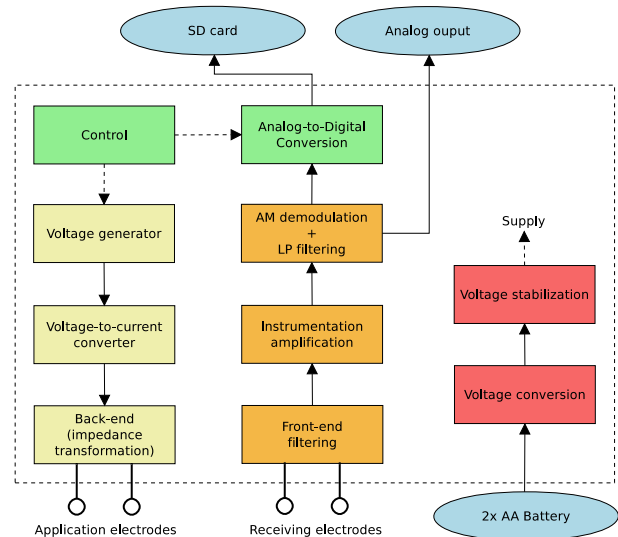 SD card
Analog ouput
Control
Analog-to-Digital
Conversion
Voltage generator
AM demodulation
+
LP filtering
Supply
Voltage-to-current
converter
Instrumentation
amplification
Voltage stabilization
Back-end
(impedance
transformation)
Front-end
filtering
Voltage conversion
Application electrodes
Receiving electrodes
2x AA Battery